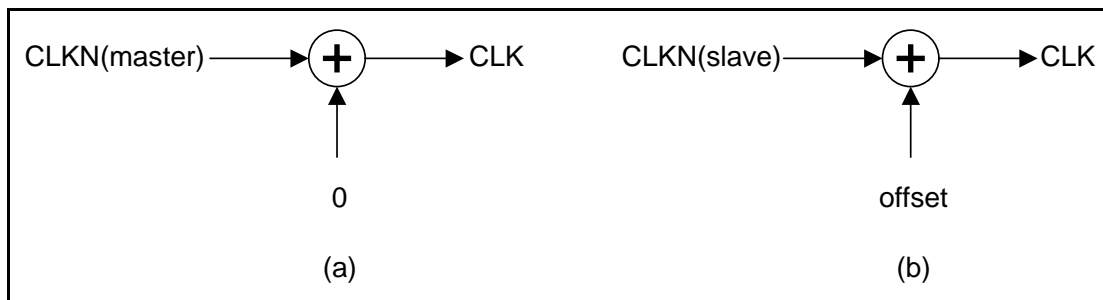 CLKN(master) + CLK CLKN(slave) + CLK
0 offset
(a) (b)